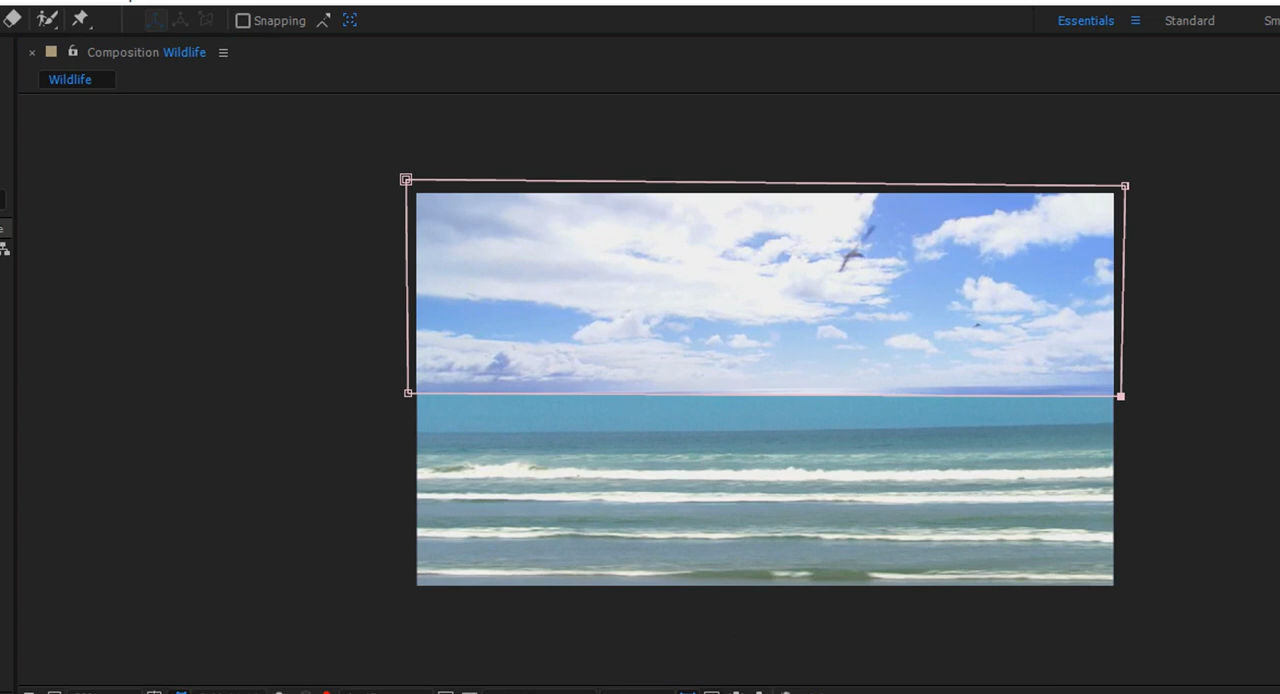 Snapping
Essentials
Standard
Composition Wildlife
Wildlife